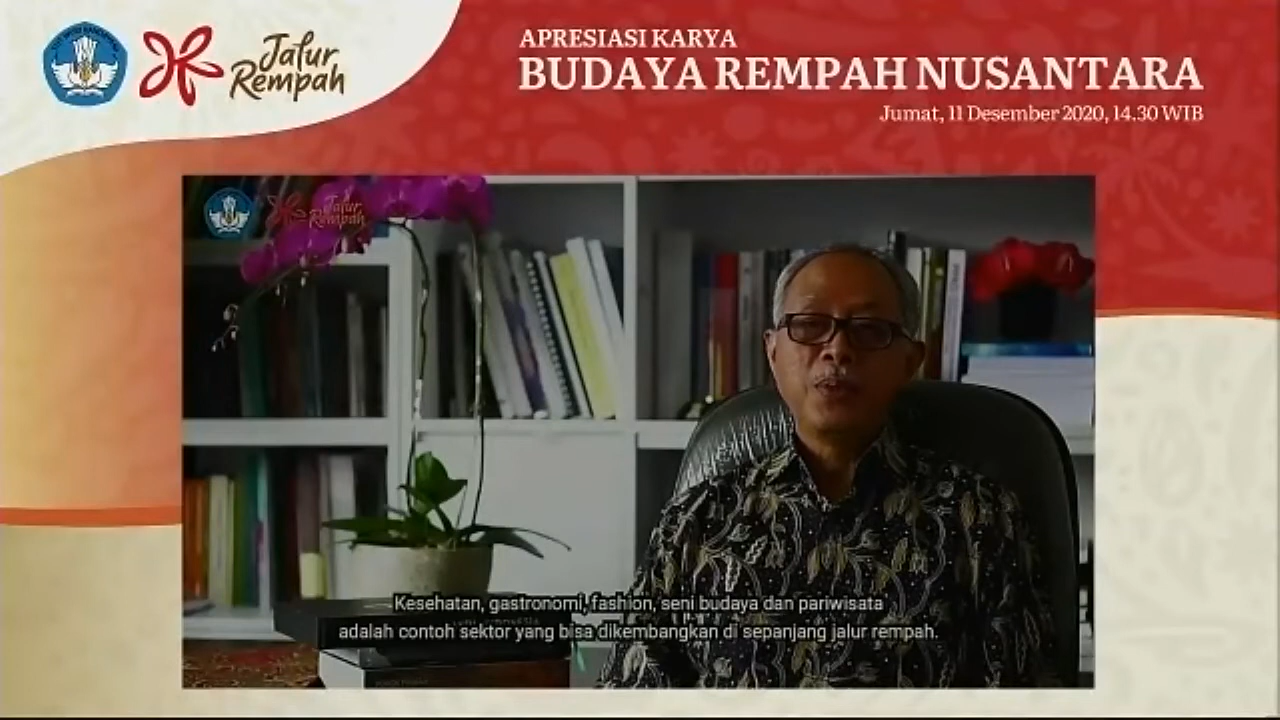 Jalur
Rempah
APRESIASI KARYA
BUDAYA REMPAH NUSANTARA
Jumat, 11 Desember 2020, 14.30 WIB
Jalur
Rempah
Kesehatan, gastronomi, fashion, seni budaya dan pariwisata
adalah contoh sektor yang bisa dikembangkan di sepanjang jalur rempah.